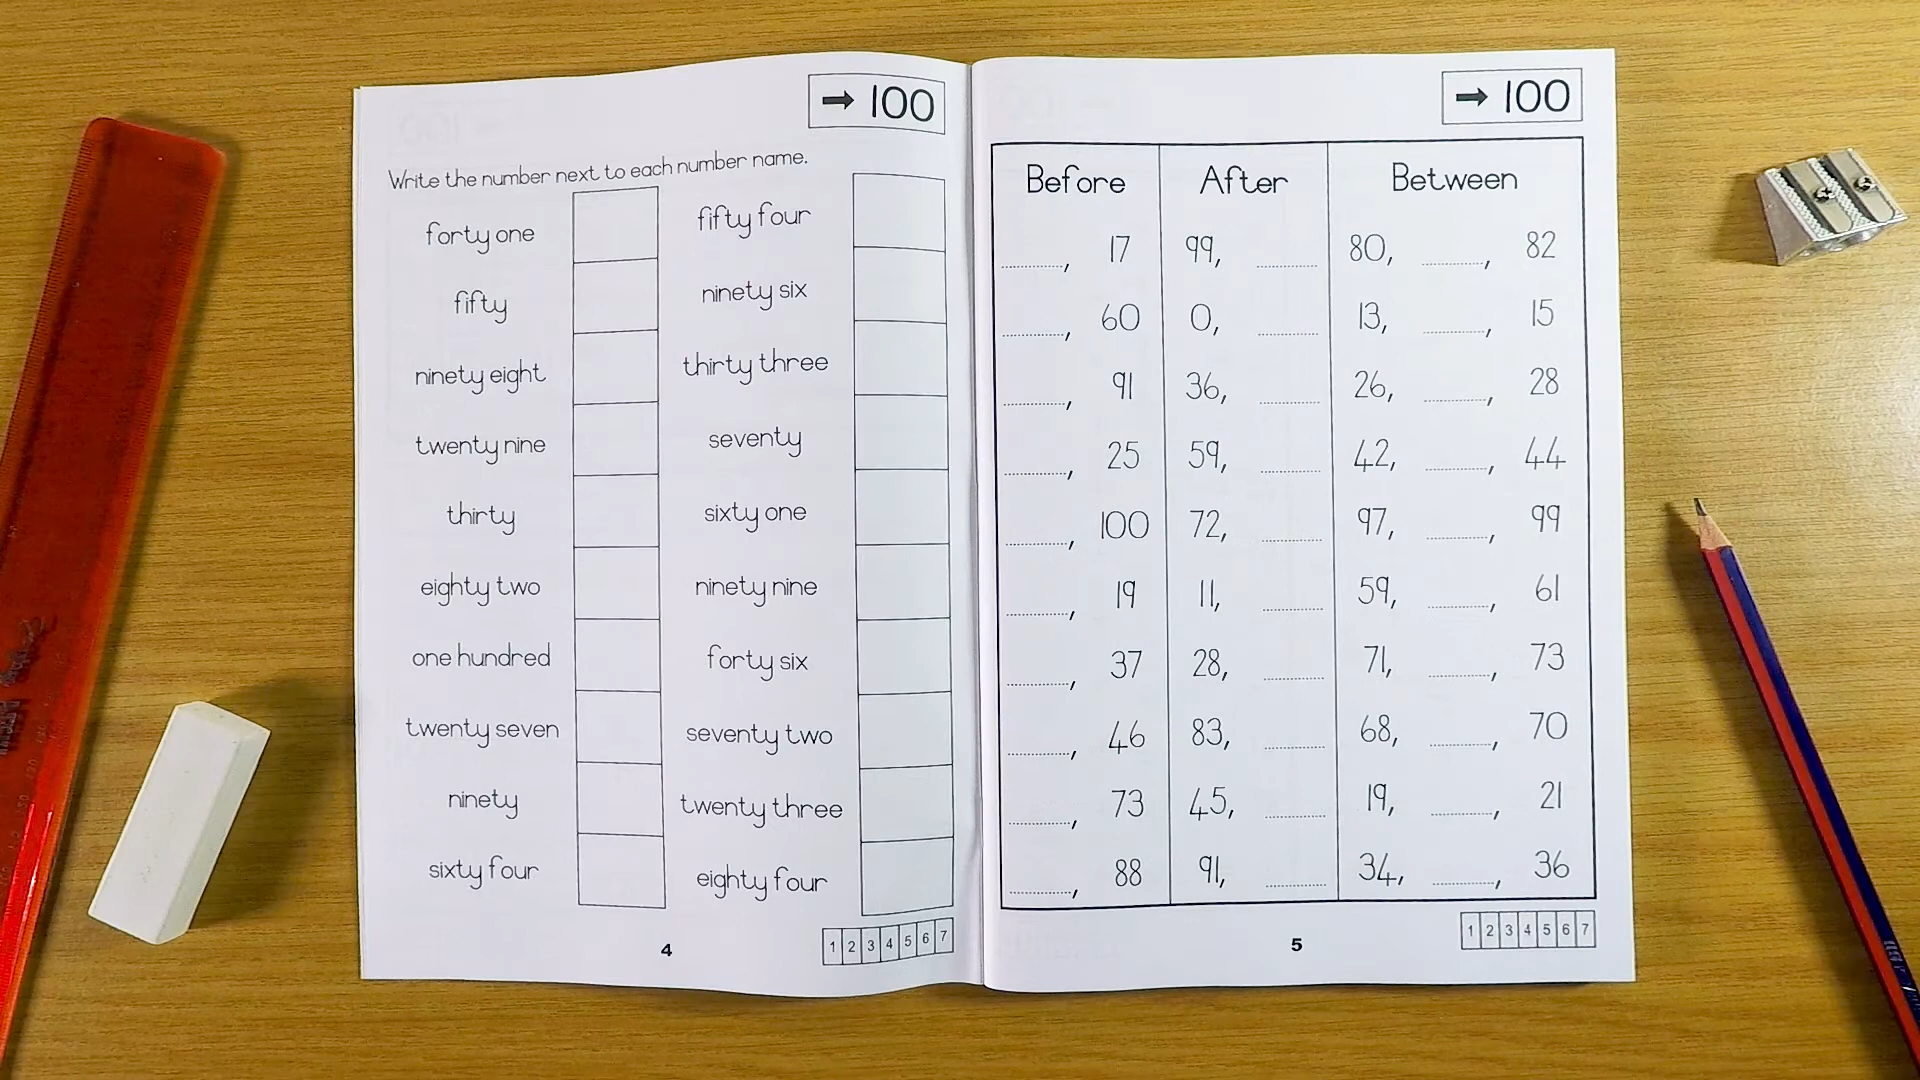 → 100
Write the number next to each number name.
forty one
fifty
ninety eight
twenty nine
thirty
eighty two
one hundred
twenty seven
ninety
sixty four
fifty four
ninety six
thirty three
seventy
sixty one
ninety nine
forty six
seventy two
twenty three
eighty four
4
1 2 3 4 5 6 7
→ 100
Before After Between
........, 17 99, ........ 80, ........, 82
........, 60 0, ........ 13, ........, 15
........, 91 36, ........ 26, ........, 28
........, 25 59, ........ 42, ........, 44
........, 100 72, ........ 97, ........, 99
........, 19 11, ........ 59, ........, 61
........, 37 28, ........ 71, ........, 73
........, 46 83, ........ 68, ........, 70
........, 73 45, ........ 19, ........, 21
........, 88 91, ........ 34, ........, 36
5
1 2 3 4 5 6 7